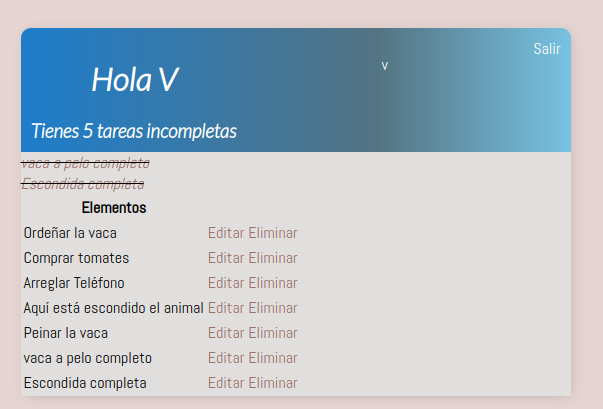 Salir
v
Hola V
Tienes 5 tareas incompletas
vaca a pelo completo
Escondida completa
Elementos
Ordeñar la vaca Editar Eliminar
Comprar tomates Editar Eliminar
Arreglar Teléfono Editar Eliminar
Aquí está escondido el animal Editar Eliminar
Peinar la vaca Editar Eliminar
vaca a pelo completo Editar Eliminar
Escondida completa Editar Eliminar